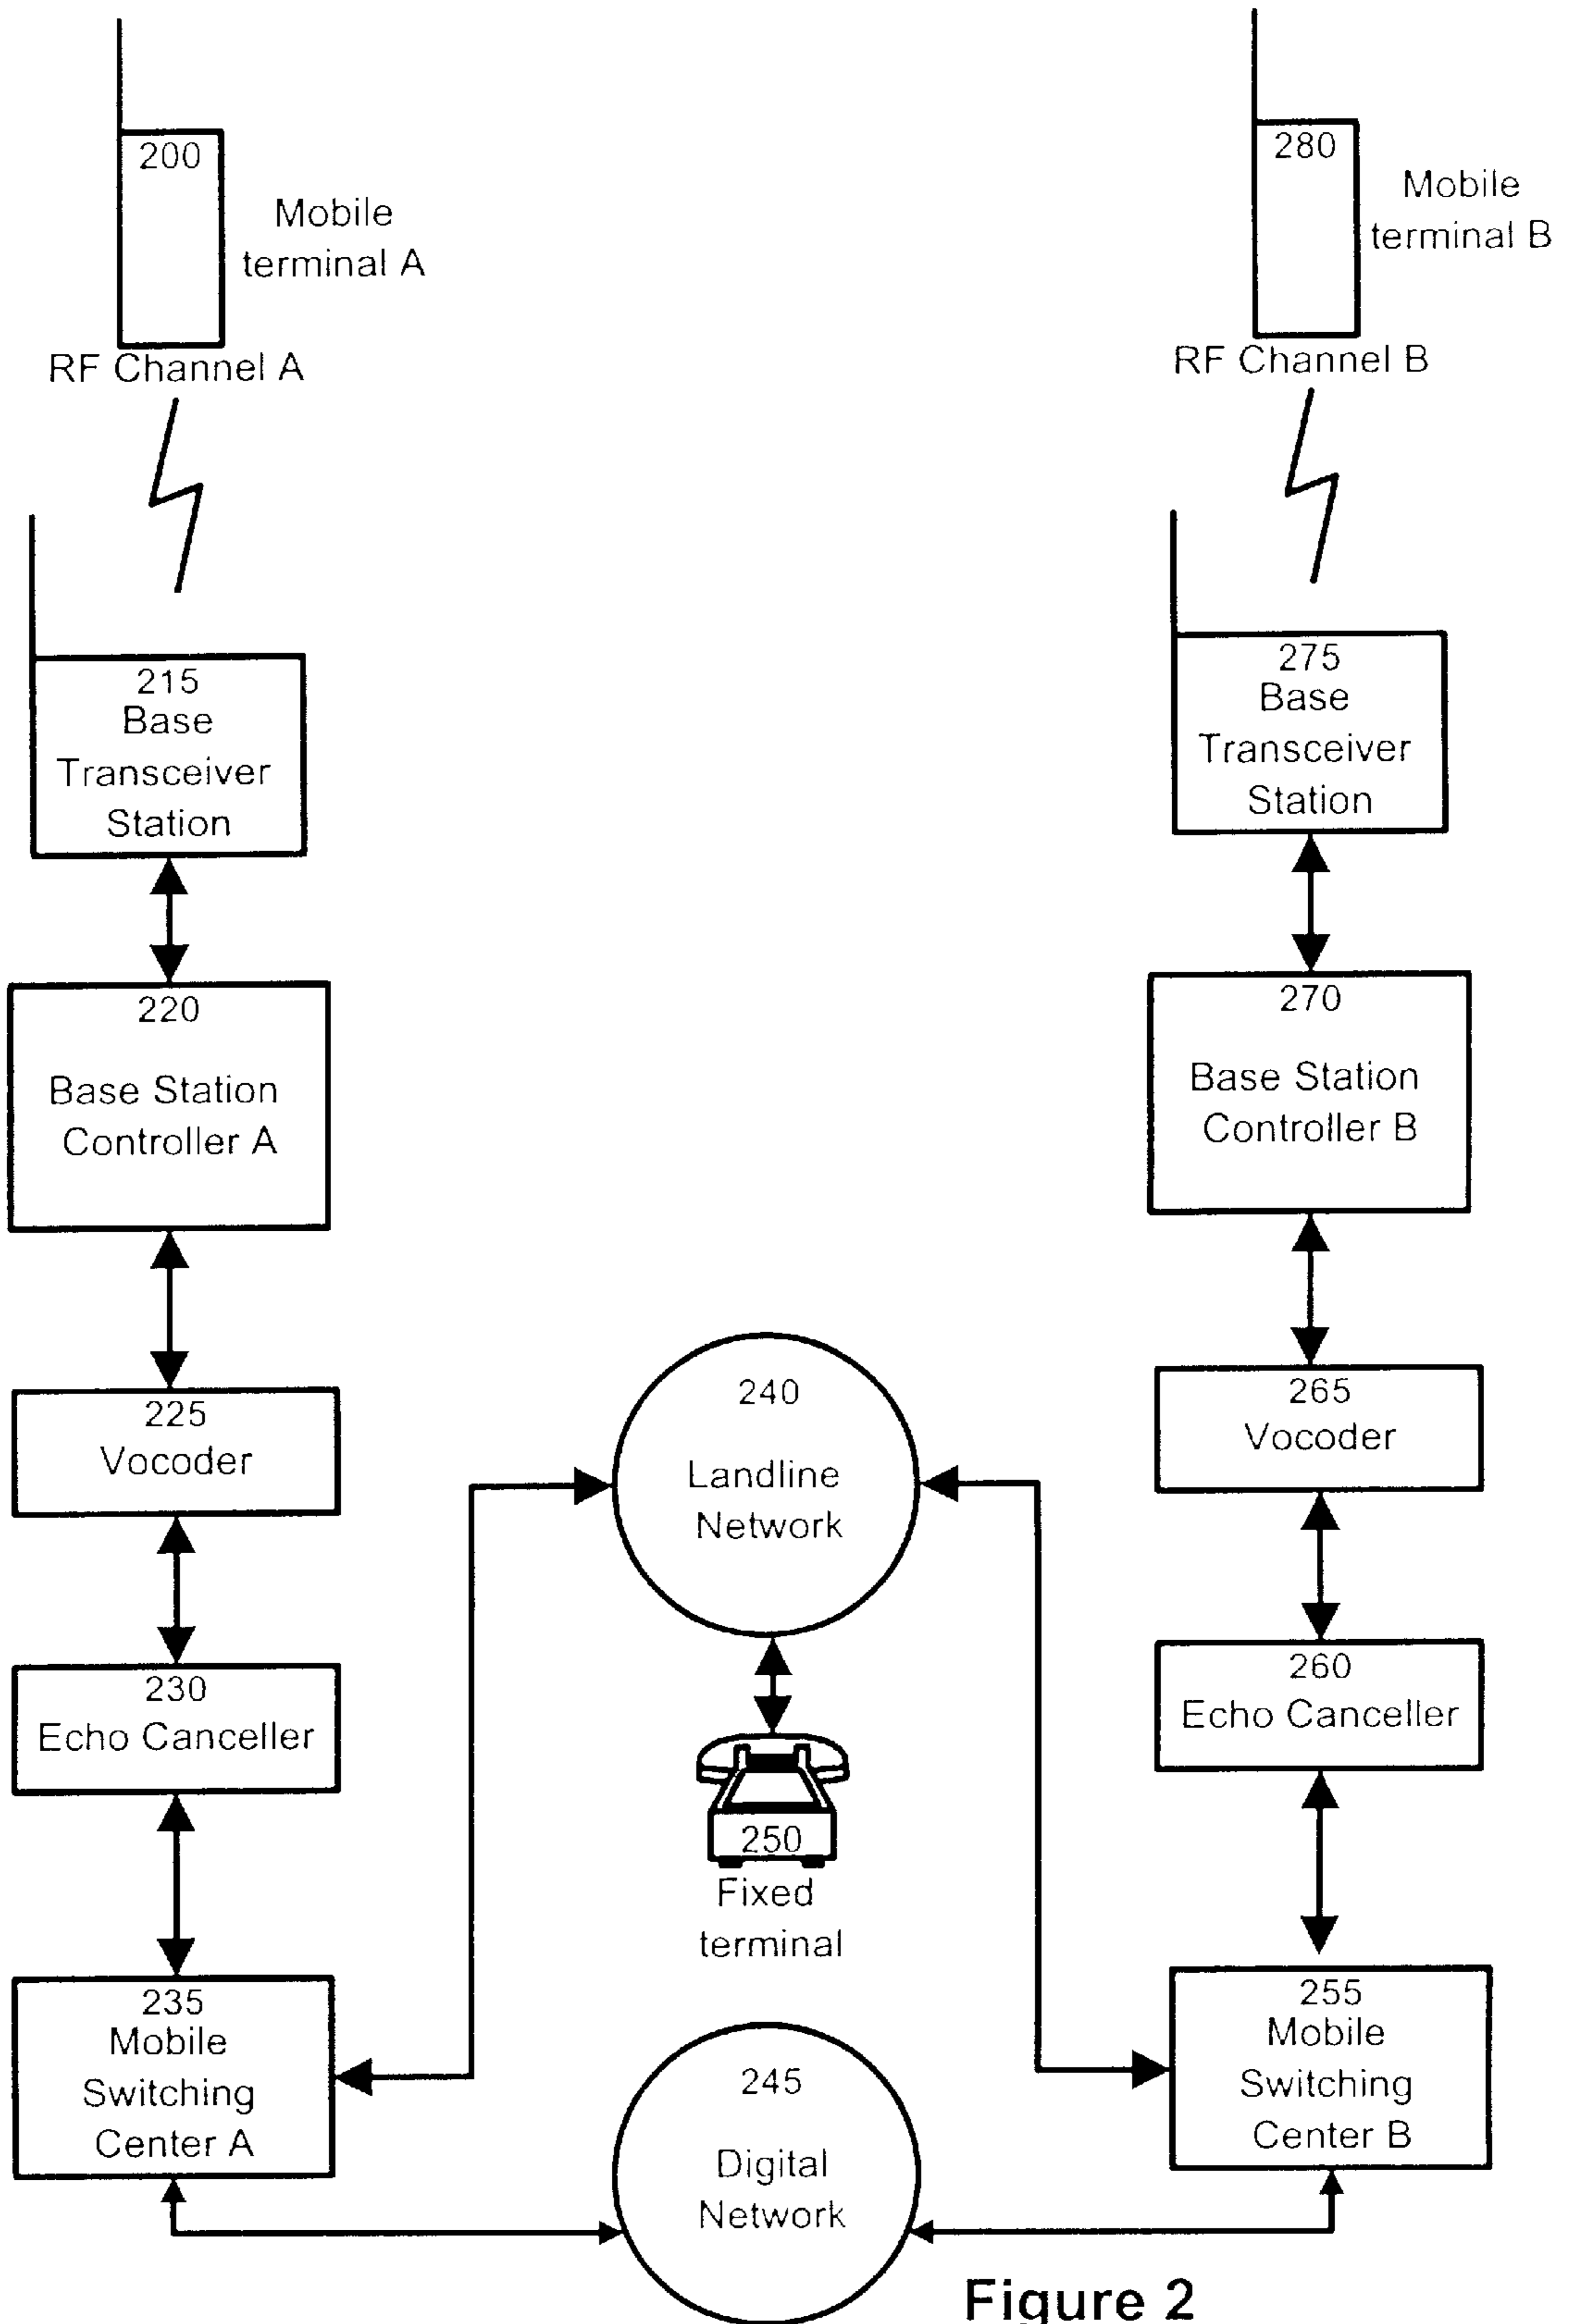 200
Mobile
terminal A
RF Channel A
280
Mobile
terminal B
RF Channel B
215
Base
Transceiver
Station
275
Base
Transceiver
Station
220
Base Station
Controller A
270
Base Station
Controller B
225
Vocoder
240
Landline
Network
265
Vocoder
230
Echo Canceller
250
Fixed
terminal
260
Echo Canceller
235
Mobile
Switching
Center A
245
Digital
Network
255
Mobile
Switching
Center B
Figure 2